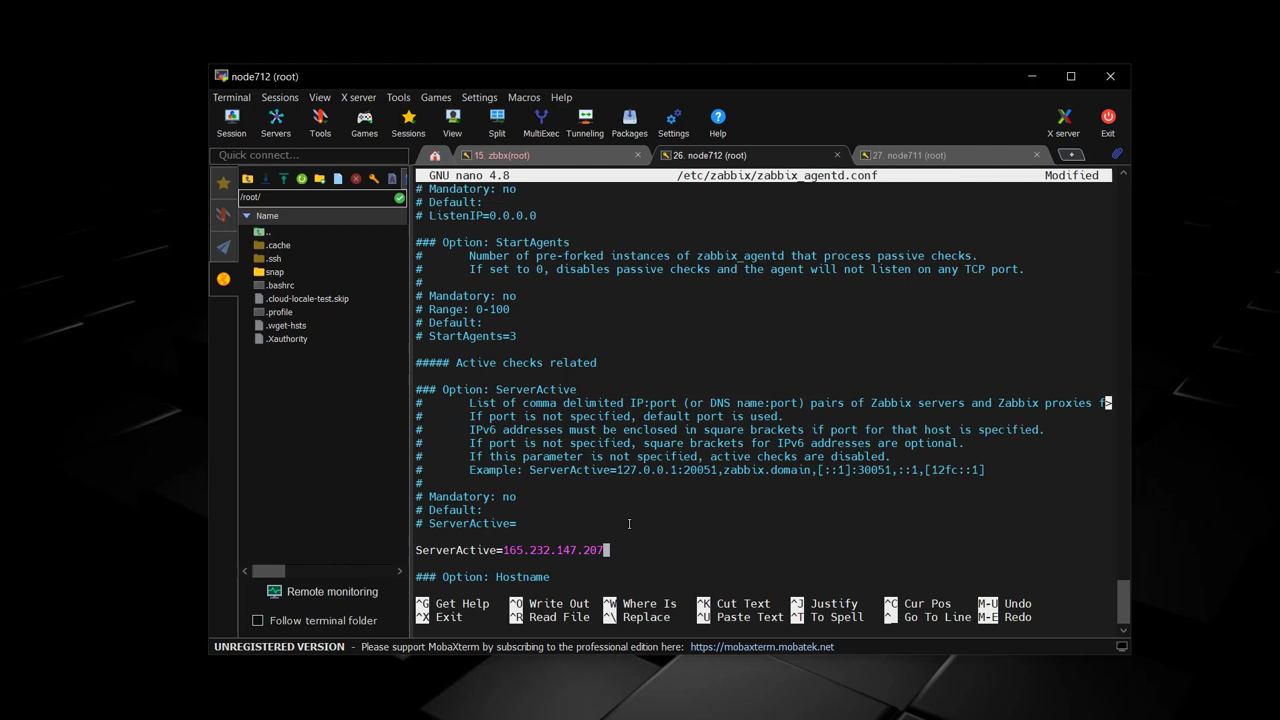 node712 (root)
Terminal Sessions View X server Tools Games Settings Macros Help
Session Servers Tools Games Sessions View Split MultiExec Tunneling Packages Settings Help X server Exit
Quick connect...
15. zbbx(root)
26. node712 (root)
27. node711 (root)
/root/
Name
..
.cache
.ssh
snap
.bashrc
.cloud-locale-test.skip
.profile
.wget-hsts
.Xauthority
Remote monitoring
Follow terminal folder
GNU nano 4.8 /etc/zabbix/zabbix_agentd.conf Modified
# Mandatory: no
# Default:
# ListenIP=0.0.0.0
### Option: StartAgents
# Number of pre-forked instances of zabbix_agentd that process passive checks.
# If set to 0, disables passive checks and the agent will not listen on any TCP port.
#
# Mandatory: no
# Range: 0-100
# Default:
# StartAgents=3
##### Active checks related
### Option: ServerActive
# List of comma delimited IP:port (or DNS name:port) pairs of Zabbix servers and Zabbix proxies f>
# If port is not specified, default port is used.
# IPv6 addresses must be enclosed in square brackets if port for that host is specified.
# If port is not specified, square brackets for IPv6 addresses are optional.
# If this parameter is not specified, active checks are disabled.
# Example: ServerActive=127.0.0.1:20051,zabbix.domain,[::1]:30051,::1,[12fc::1]
#
# Mandatory: no
# Default:
# ServerActive=
ServerActive=165.232.147.207
### Option: Hostname
^G Get Help ^O Write Out ^W Where Is ^K Cut Text ^J Justify ^C Cur Pos M-U Undo
^X Exit ^R Read File ^\ Replace ^U Paste Text ^T To Spell ^_ Go To Line M-E Redo
UNREGISTERED VERSION - Please support MobaXterm by subscribing to the professional edition here: https://mobaxterm.mobatek.net